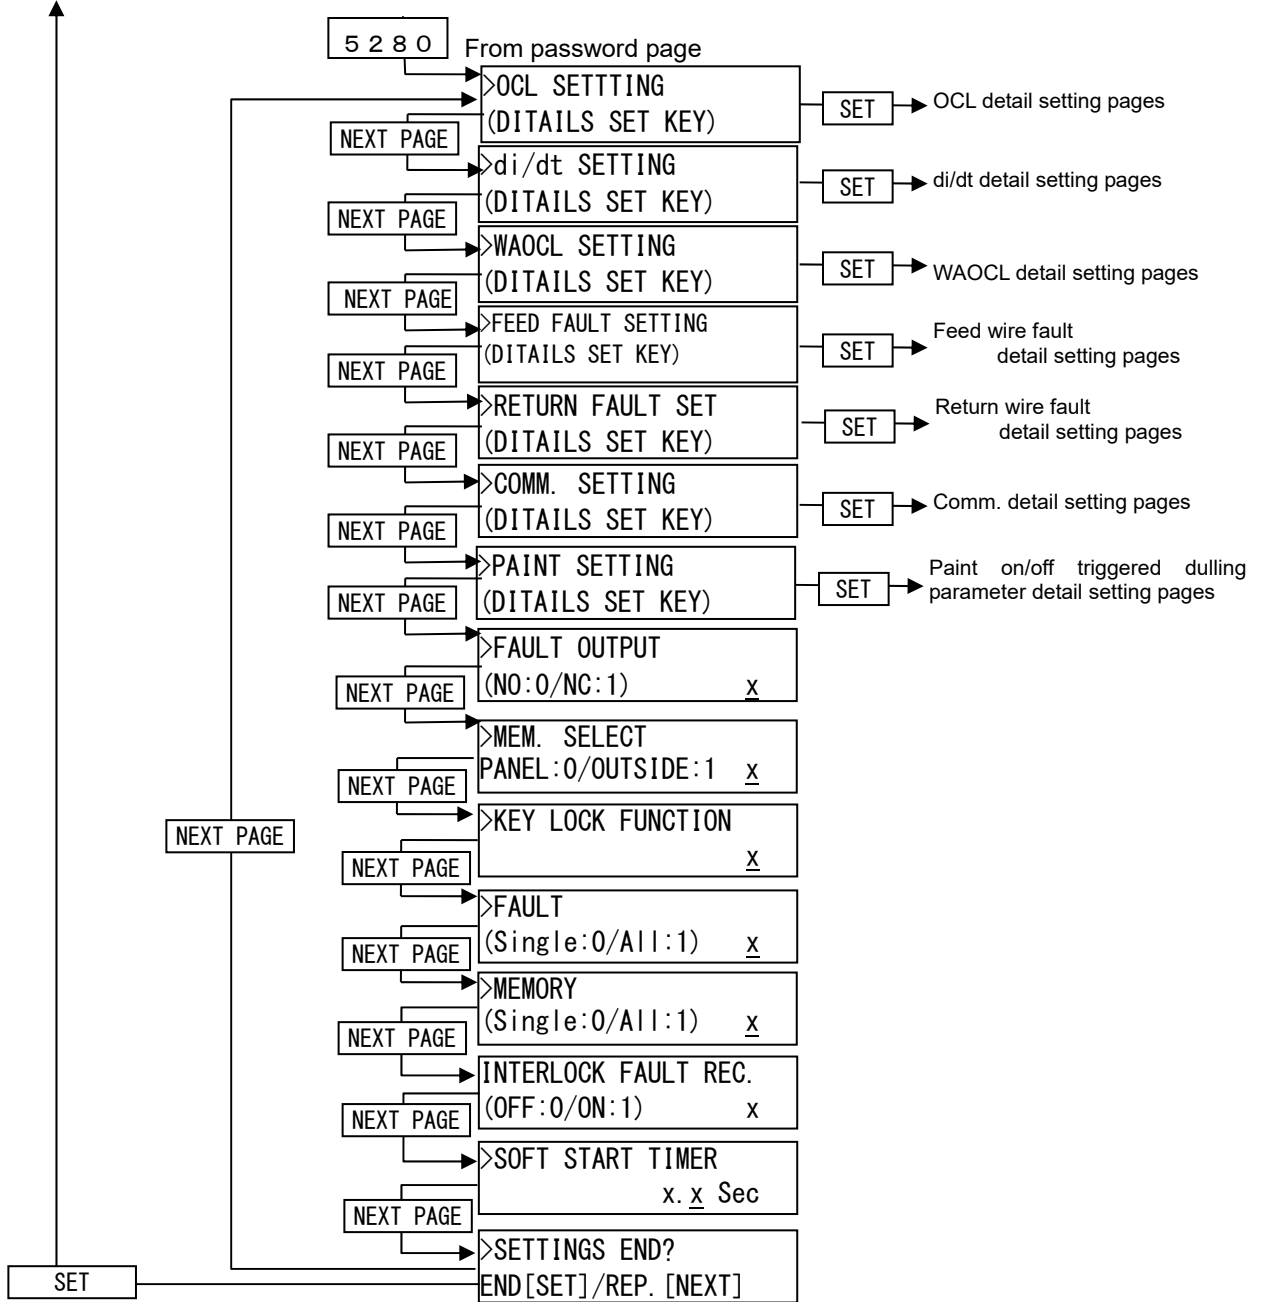 ５２８０
From password page
>OCL SETTTING
(DITAILS SET KEY)
SET
OCL detail setting pages
NEXT PAGE
>di/dt SETTING
(DITAILS SET KEY)
SET
di/dt detail setting pages
NEXT PAGE
>WAOCL SETTING
(DITAILS SET KEY)
SET
WAOCL detail setting pages
NEXT PAGE
>FEED FAULT SETTING
(DITAILS SET KEY)
SET
Feed wire fault
detail setting pages
NEXT PAGE
>RETURN FAULT SET
(DITAILS SET KEY)
SET
Return wire fault
detail setting pages
NEXT PAGE
>COMM. SETTING
(DITAILS SET KEY)
SET
Comm. detail setting pages
NEXT PAGE
>PAINT SETTING
(DITAILS SET KEY)
SET
Paint on/off triggered dulling
parameter detail setting pages
NEXT PAGE
>FAULT OUTPUT
(NO:0/NC:1) x
NEXT PAGE
>MEM. SELECT
PANEL:0/OUTSIDE:1 x
NEXT PAGE
>KEY LOCK FUNCTION
x
NEXT PAGE
NEXT PAGE
>FAULT
(Single:0/All:1) x
NEXT PAGE
>MEMORY
(Single:0/All:1) x
NEXT PAGE
INTERLOCK FAULT REC.
(OFF:0/ON:1) x
NEXT PAGE
>SOFT START TIMER
x.x Sec
NEXT PAGE
>SETTINGS END?
END[SET]/REP.[NEXT]
SET